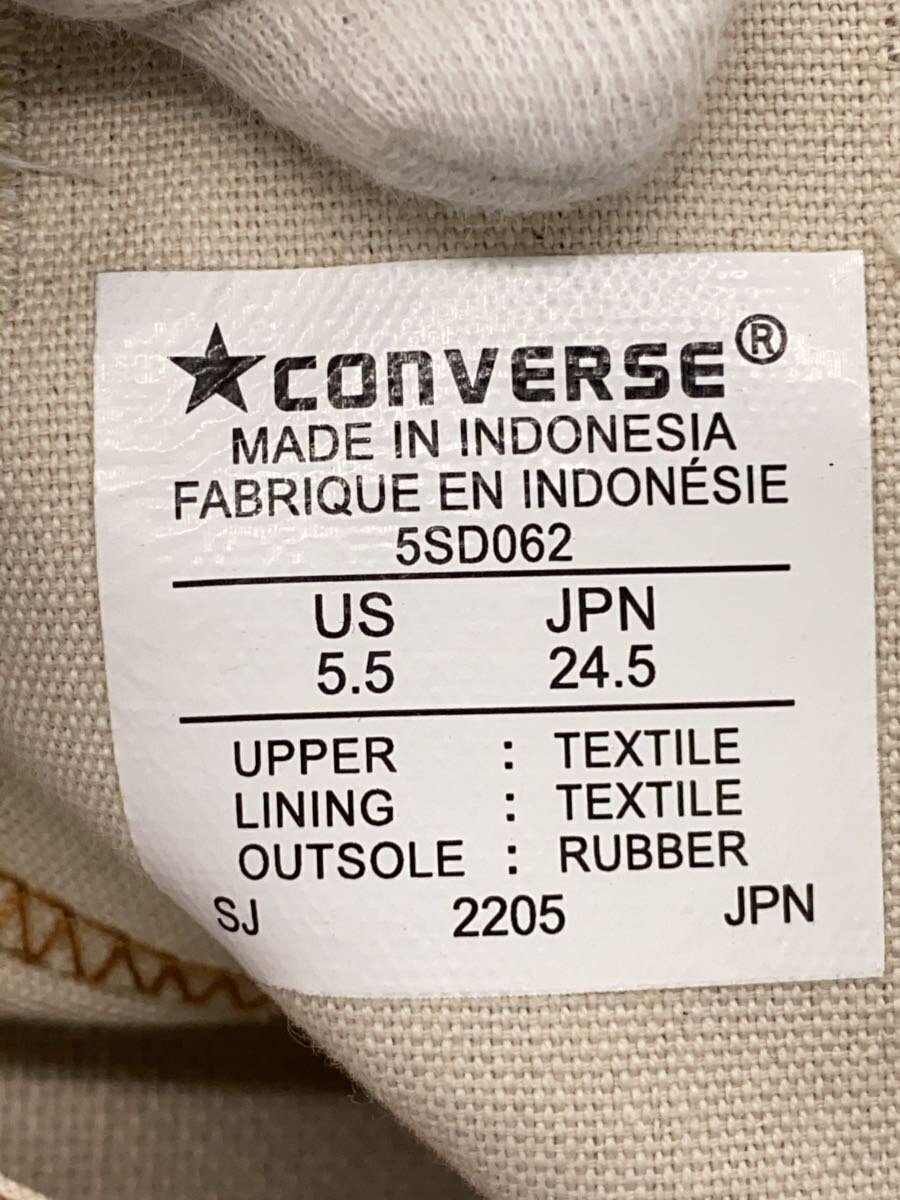 ★CONVERSE®
MADE IN INDONESIA
FABRIQUE EN INDONÉSIE
5SD062
US JPN
5.5 24.5
UPPER : TEXTILE
LINING : TEXTILE
OUTSOLE : RUBBER
SJ 2205 JPN